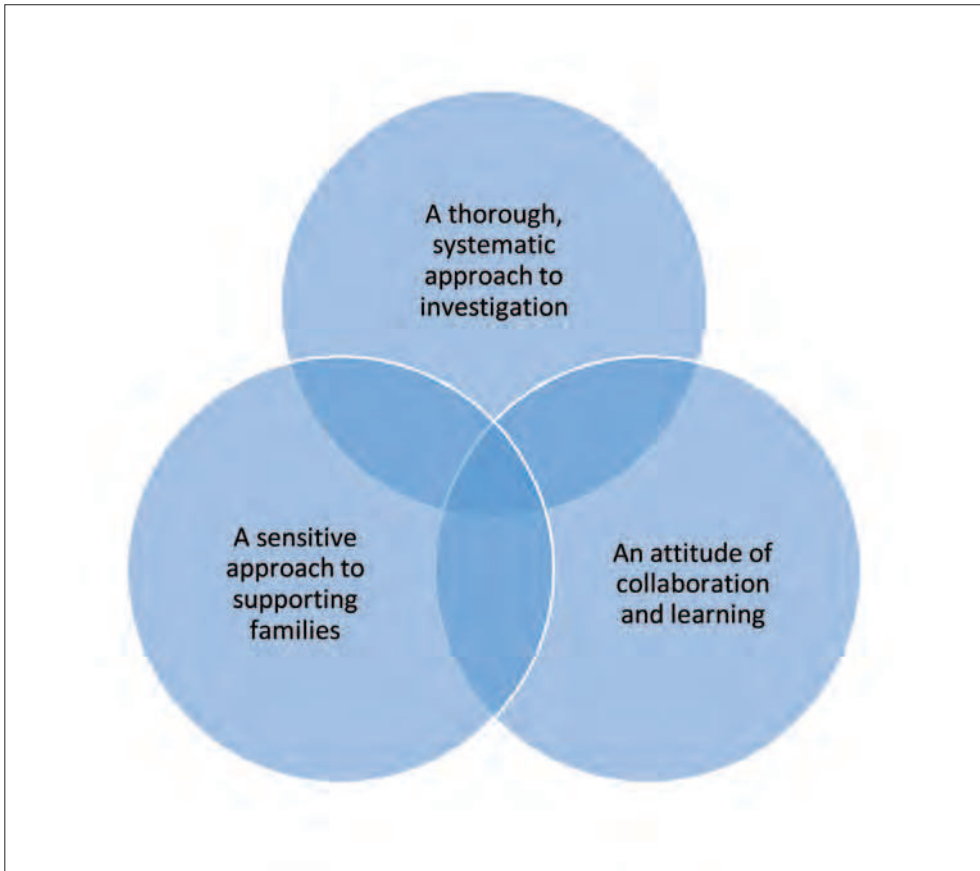 A thorough,
systematic
approach to
investigation
A sensitive
approach to
supporting
families
An attitude of
collaboration
and learning